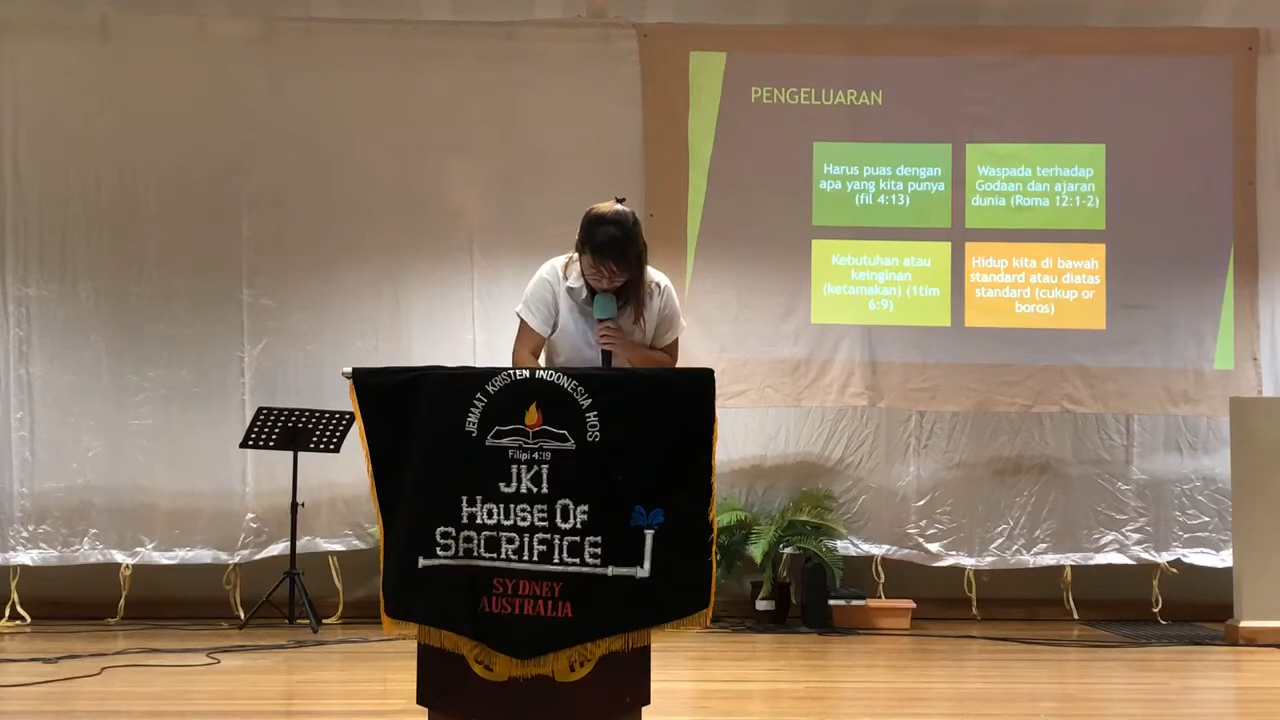 PENGELUARAN
Harus puas dengan
apa yang kita punya
(fil 4:13)
Waspada terhadap
Godaan dan ajaran
dunia (Roma 12:1-2)
Kebutuhan atau
keinginan
(ketamakan) (1tim
6:9)
Hidup kita di bawah
standard atau diatas
standard (cukup or
boros)
JEMAAT KRISTEN INDONESIA HOS
Filipi 4:19
JKI
HOUSE OF
SACRIFICE
SYDNEY
AUSTRALIA